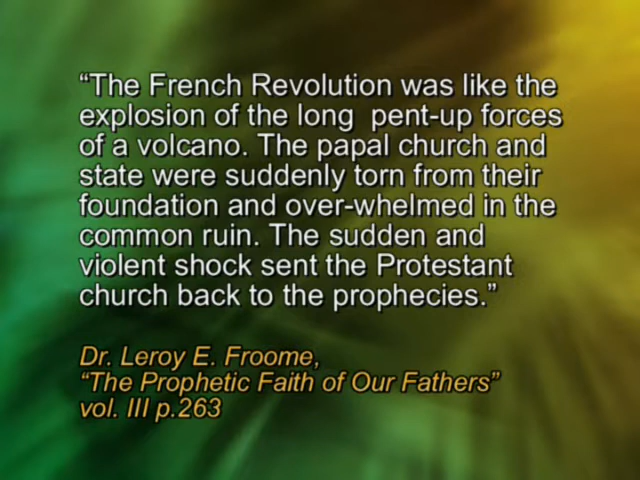 “The French Revolution was like the
explosion of the long  pent-up forces
of a volcano. The papal church and
state were suddenly torn from their
foundation and over-whelmed in the
common ruin. The sudden and
violent shock sent the Protestant
church back to the prophecies.”
Dr. Leroy E. Froome,
“The Prophetic Faith of Our Fathers”
vol. III p.263